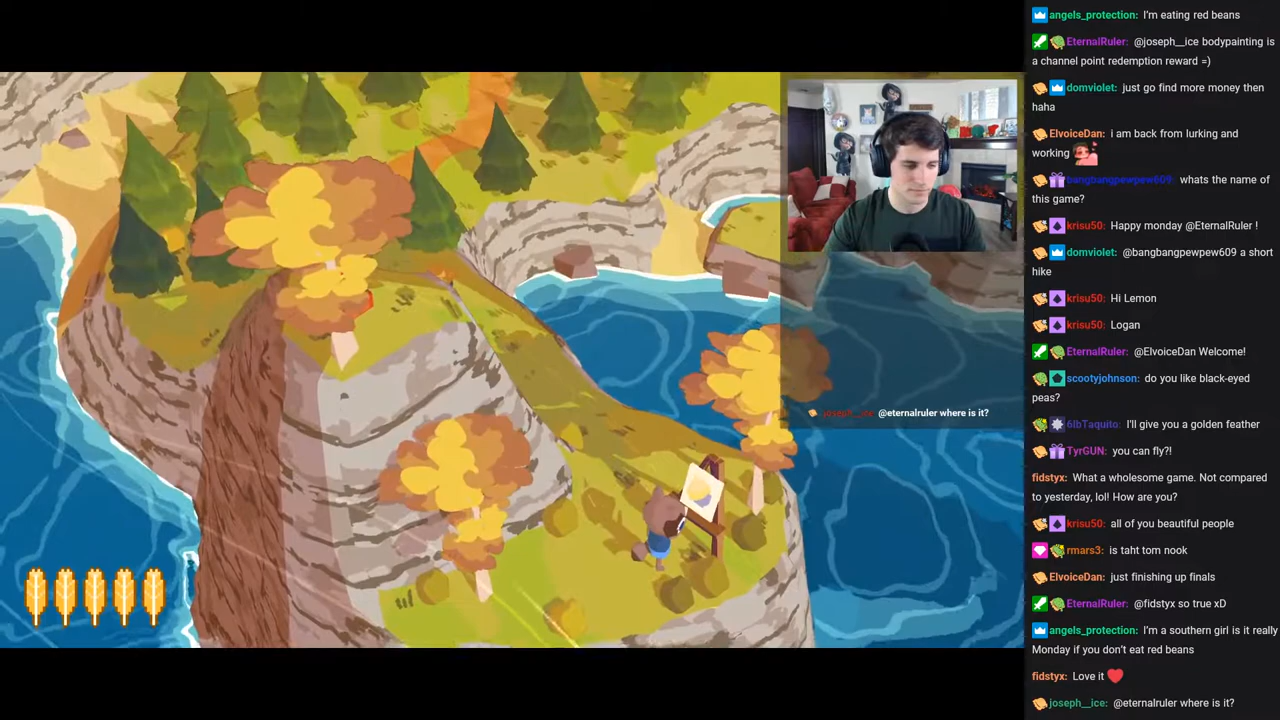 angels_protection: I'm eating red beans
EternalRuler: @joseph__ice bodypainting is
a channel point redemption reward =)
domviolet: just go find more money then
haha
ElvoiceDan: i am back from lurking and
working
bangbangpewpew609: whats the name of
this game?
krisu50: Happy monday @EternalRuler !
domviolet: @bangbangpewpew609 a short
hike
krisu50: Hi Lemon
krisu50: Logan
EternalRuler: @ElvoiceDan Welcome!
scootyjohnson: do you like black-eyed
peas?
6lbTaquito: I'll give you a golden feather
TyrGUN: you can fly?!
fidstyx: What a wholesome game. Not compared
to yesterday, lol! How are you?
krisu50: all of you beautiful people
rmars3: is taht tom nook
ElvoiceDan: just finishing up finals
EternalRuler: @fidstyx so true xD
angels_protection: I'm a southern girl is it really
Monday if you don't eat red beans
fidstyx: Love it
joseph__ice: @eternalruler where is it?
joseph__ice @eternalruler where is it?